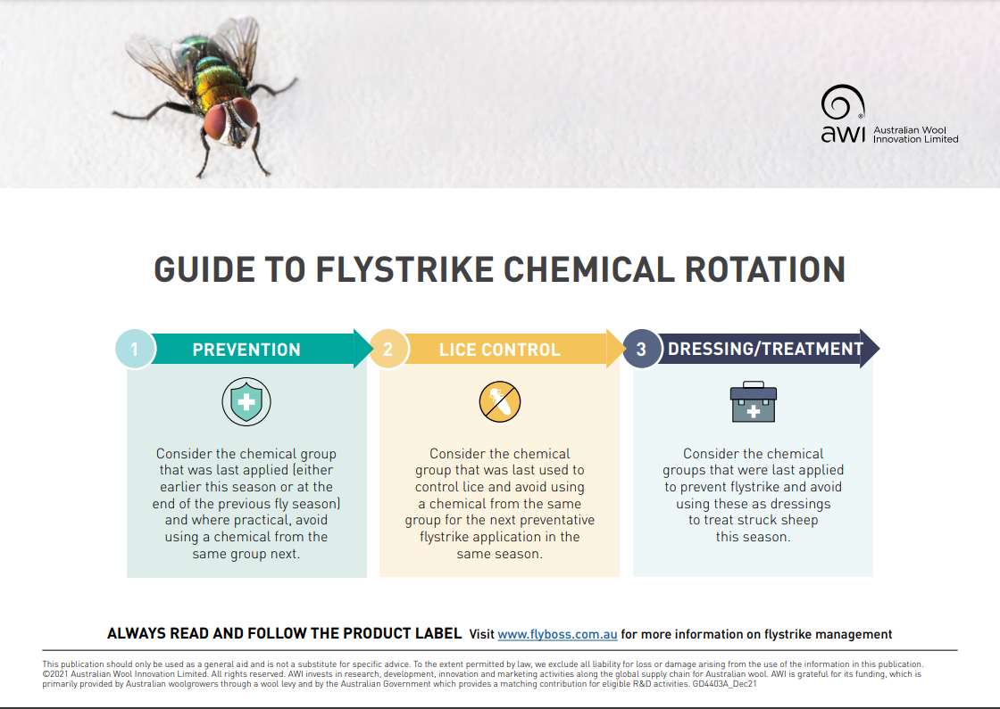 awi
Australian Wool
Innovation Limited
GUIDE TO FLYSTRIKE CHEMICAL ROTATION
1
PREVENTION
Consider the chemical group
that was last applied (either
earlier this season or at the
end of the previous fly season)
and where practical, avoid
using a chemical from the
same group next.
2
LICE CONTROL
Consider the chemical
group that was last used to
control lice and avoid using
a chemical from the same
group for the next preventative
flystrike application in the
same season.
3
DRESSING/TREATMENT
Consider the chemical
groups that were last applied
to prevent flystrike and avoid
using these as dressings
to treat struck sheep
this season.
ALWAYS READ AND FOLLOW THE PRODUCT LABEL Visit www.flyboss.com.au for more information on flystrike management
This publication should only be used as a general aid and is not a substitute for specific advice. To the extent permitted by law, we exclude all liability for loss or damage arising from the use of the information in this publication.
©2021 Australian Wool Innovation Limited. All rights reserved. AWI invests in research, development, innovation and marketing activities along the global supply chain for Australian wool. AWI is grateful for its funding, which is
primarily provided by Australian woolgrowers through a wool levy and by the Australian Government which provides a matching contribution for eligible R&D activities. GD4403A_Dec21